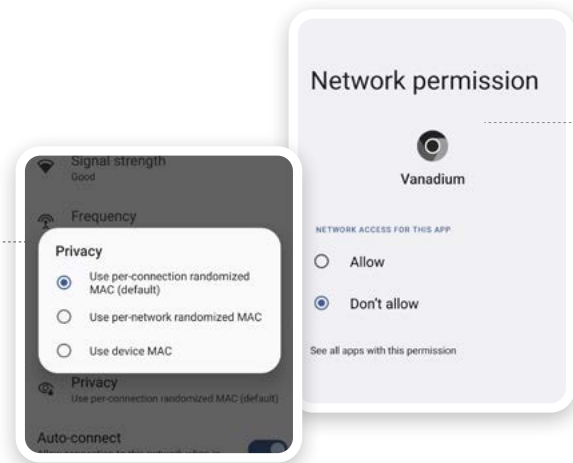 Signal strength
Good
Frequency
Privacy
Use per-connection randomized
MAC (default)
Use per-network randomized MAC
Use device MAC
Privacy
Use per-connection randomized MAC (default)
Auto-connect
Network permission
Vanadium
NETWORK ACCESS FOR THIS APP
Allow
Don't allow
See all apps with this permission